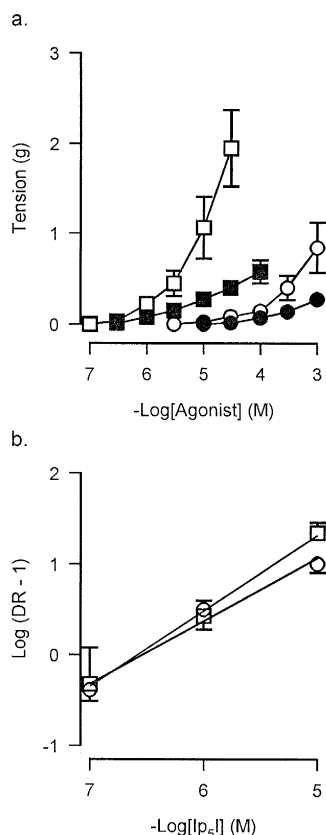 a.
2
1
0
Tension (g)
7 6 5 4 3
-Log[Agonist] (M)
b.
2
1
0
-1
Log (DR - 1)
7 6 5
-Log[Ip₅I] (M)